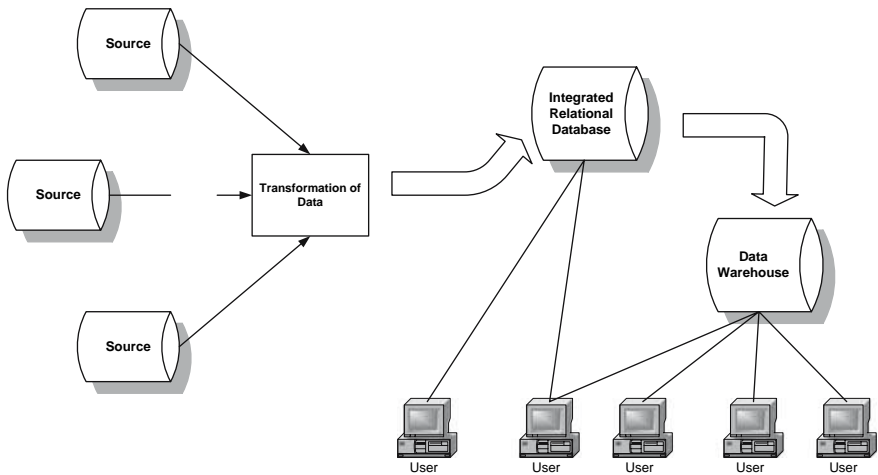 Source
Source
Source
Transformation of
Data
Integrated
Relational
Database
Data
Warehouse
User
User
User
User
User